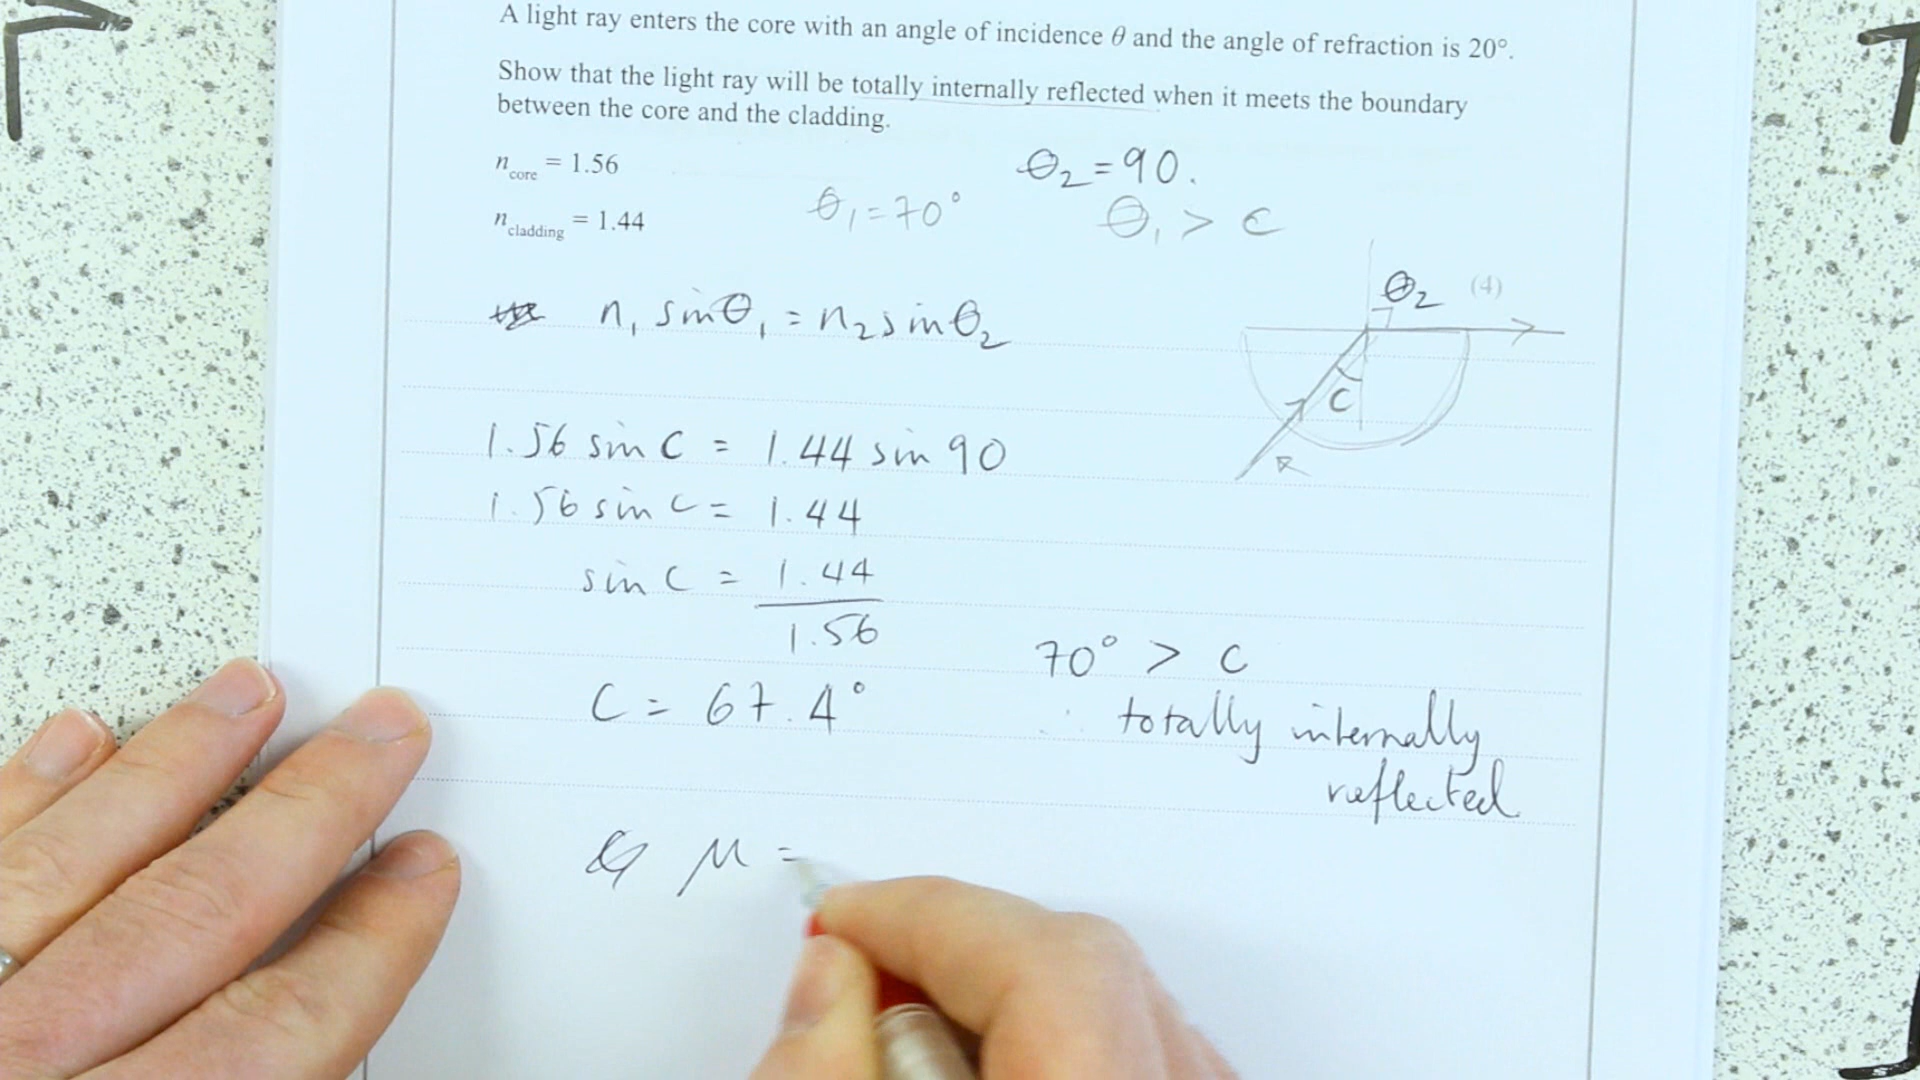 A light ray enters the core with an angle of incidence θ and the angle of refraction is 20°.
Show that the light ray will be totally internally reflected when it meets the boundary
between the core and the cladding.
n_core = 1.56
n_cladding = 1.44
θ₁ = 70°
θ₂ = 90.
θ₁ > C
θ₂ (4)
C
n₁ sinθ₁ = n₂ sinθ₂
1.56 sin C = 1.44 sin 90
1.56 sin C = 1.44
sin C = 1.44
1.56
C = 67.4°
70° > C
totally internally
reflected
μ =